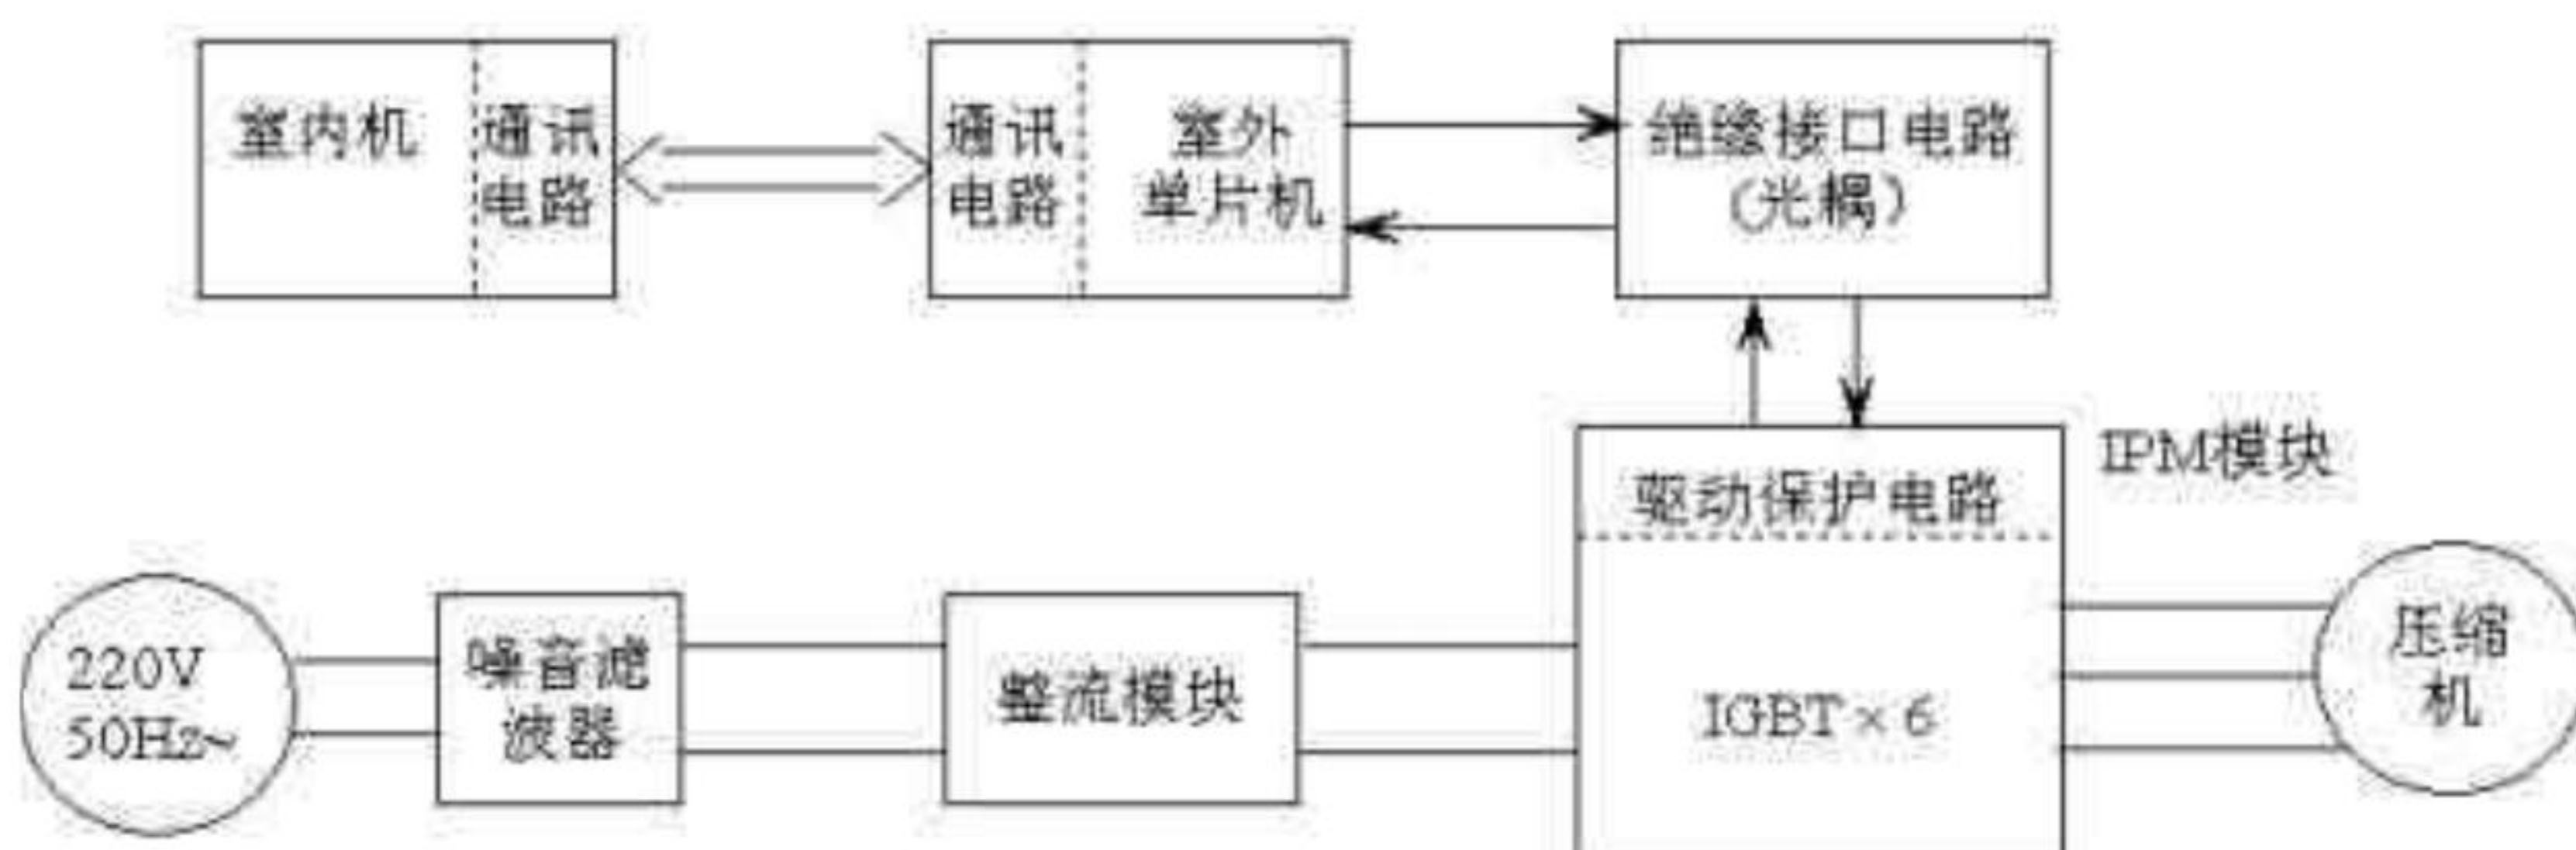 室内机
通讯
电路
通讯
电路
室外
单片机
绝缘接口电路
(光耦)
IPM模块
驱动保护电路
220V
50Hz~
噪音滤
波器
整流模块
IGBT×6
压缩
机